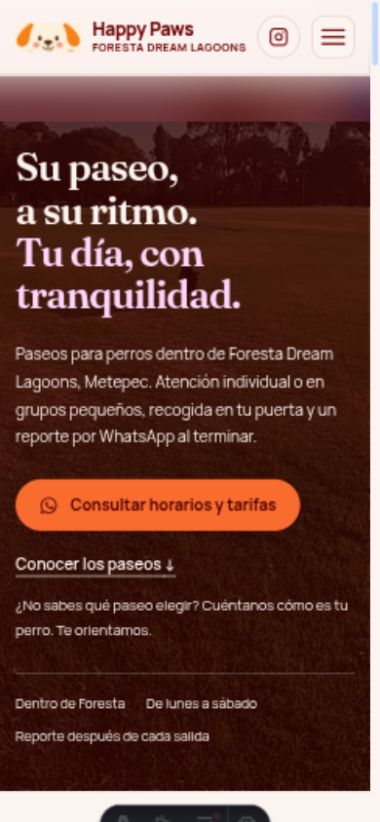 Happy Paws
FORESTA DREAM LAGOONS
Su paseo,
a su ritmo.
Tu día, con
tranquilidad.
Paseos para perros dentro de Foresta Dream
Lagoons, Metepec. Atención individual o en
grupos pequeños, recogida en tu puerta y un
reporte por WhatsApp al terminar.
Consultar horarios y tarifas
Conocer los paseos ↓
¿No sabes qué paseo elegir? Cuéntanos cómo es tu
perro. Te orientamos.
Dentro de Foresta De lunes a sábado
Reporte después de cada salida